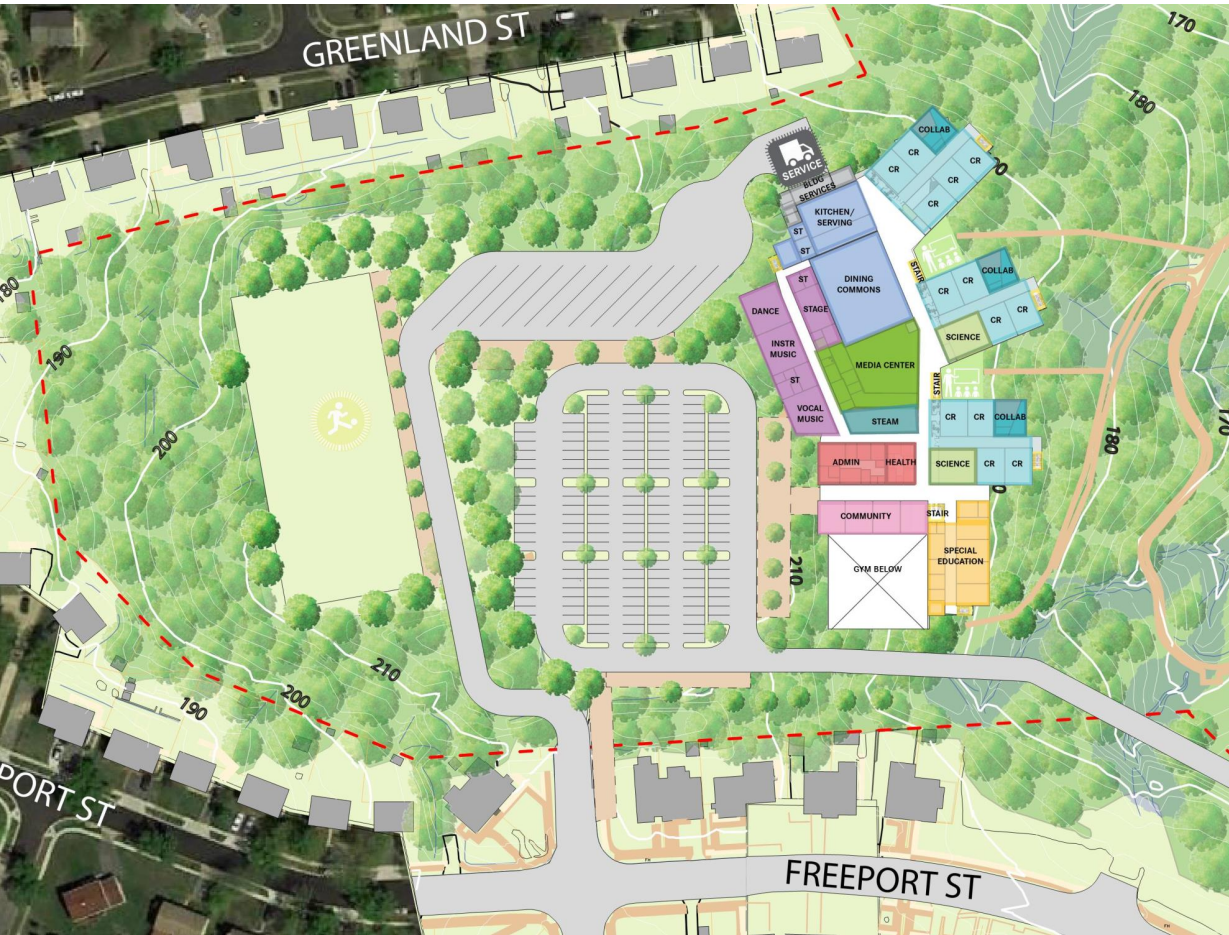 GREENLAND ST
170
180
COLLAB
CR
CR
CR
CR
CR
SERVICE
BLDG
SERVICES
KITCHEN/
SERVING
ST
ST
DINING
COMMONS
ST
STAGE
DANCE
INSTR
MUSIC
ST
VOCAL
MUSIC
MEDIA CENTER
STEAM
STAIR
CR
CR
COLLAB
CR
CR
SCIENCE
STAIR
CR
CR
COLLAB
SCIENCE
CR
CR
ADMIN
HEALTH
COMMUNITY
STAIR
GYM BELOW
SPECIAL
EDUCATION
180
190
200
210
180
190
200
210
PORT ST
FREEPORT ST